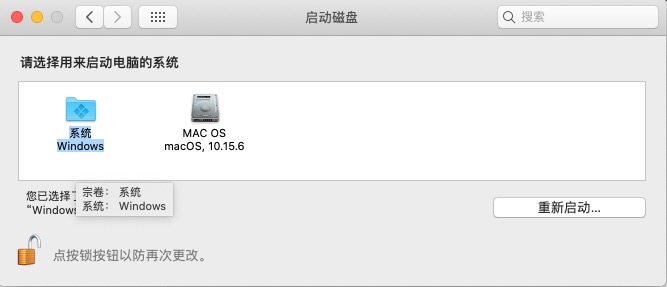 启动磁盘
搜索
请选择用来启动电脑的系统
系统
Windows
MAC OS
macOS, 10.15.6
您已选择了
“Windows
宗卷： 系统
系统： Windows
重新启动...
点按锁按钮以防再次更改。